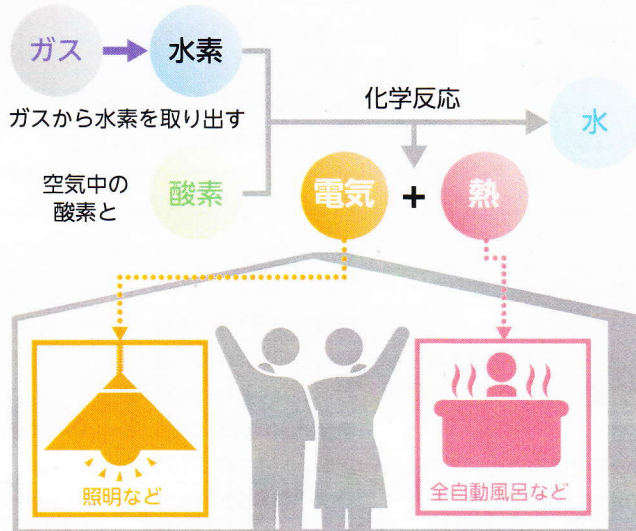 ガス
水素
ガスから水素を取り出す
化学反応
水
空気中の
酸素と
酸素
電気
+
熱
照明など
全自動風呂など